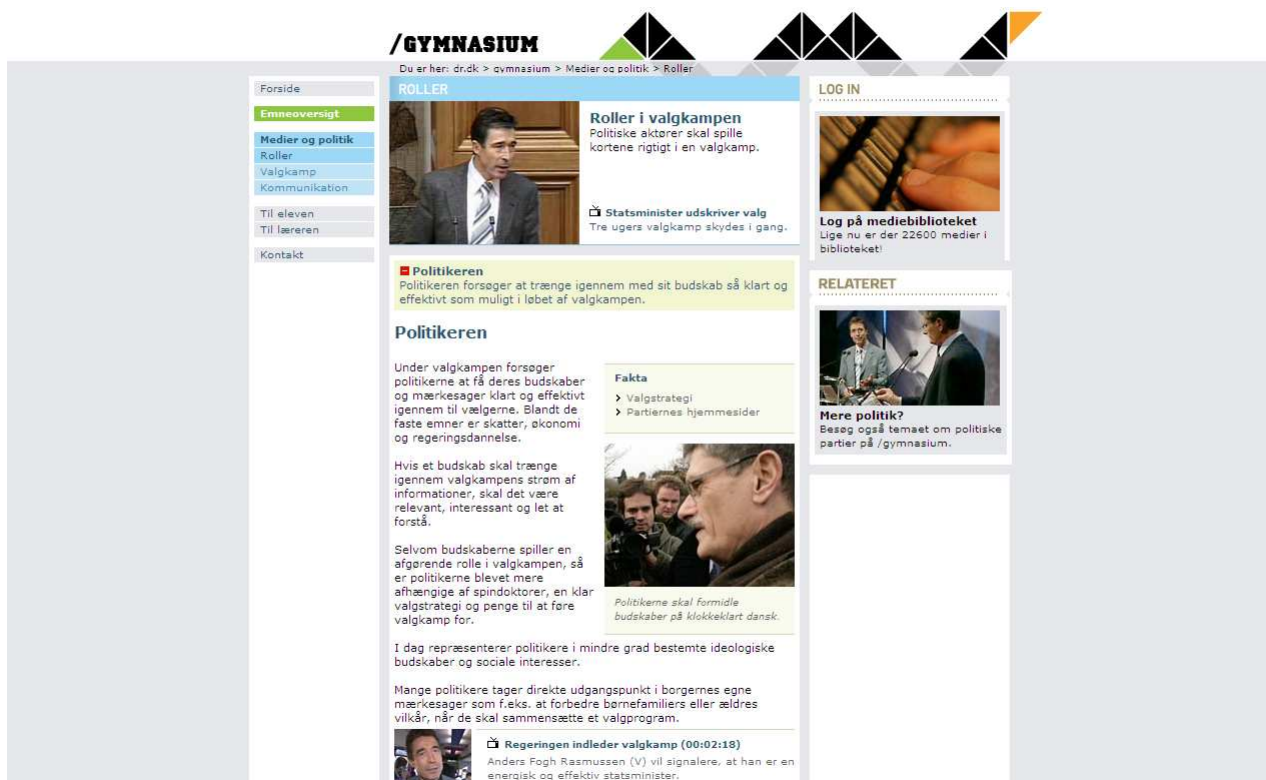 /GYMNASIUM
Du er her: dr.dk > gymnasium > Medier og politik > Roller
Forside
Emneoversigt
Medier og politik
Roller
Valgkamp
Kommunikation
Til eleven
Til læreren
Kontakt
ROLLER
Roller i valgkampen
Politiske aktører skal spille
kortene rigtigt i en valgkamp.
Statsminister udskriver valg
Tre ugers valgkamp skydes i gang.
Politikeren
Politikeren forsøger at trænge igennem med sit budskab så klart og
effektivt som muligt i løbet af valgkampen.
Politikeren
Under valgkampen forsøger
politikerne at få deres budskaber
og mærkesager klart og effektivt
igennem til vælgerne. Blandt de
faste emner er skatter, økonomi
og regeringsdannelse.
Hvis et budskab skal trænge
igennem valgkampens strøm af
informationer, skal det være
relevant, interessant og let at
forstå.
Selvom budskaberne spiller en
afgørende rolle i valgkampen, så
er politikerne blevet mere
afhængige af spindoktorer, en klar
valgstrategi og penge til at føre
valgkamp for.
Fakta
Valgstrategi
Partiernes hjemmesider
Politikerne skal formidle
budskaber på klokkeklart dansk.
I dag repræsenterer politikere i mindre grad bestemte ideologiske
budskaber og sociale interesser.
Mange politikere tager direkte udgangspunkt i borgernes egne
mærkesager som f.eks. at forbedre børnefamiliers eller ældres
vilkår, når de skal sammensætte et valgprogram.
Regeringen indleder valgkamp (00:02:18)
Anders Fogh Rasmussen (V) vil signalere, at han er en
energisk og effektiv statsminister.
LOG IN
Log på mediebiblioteket
Lige nu er der 22600 medier i
biblioteket!
RELATERET
Mere politik?
Besøg også temaet om politiske
partier på /gymnasium.